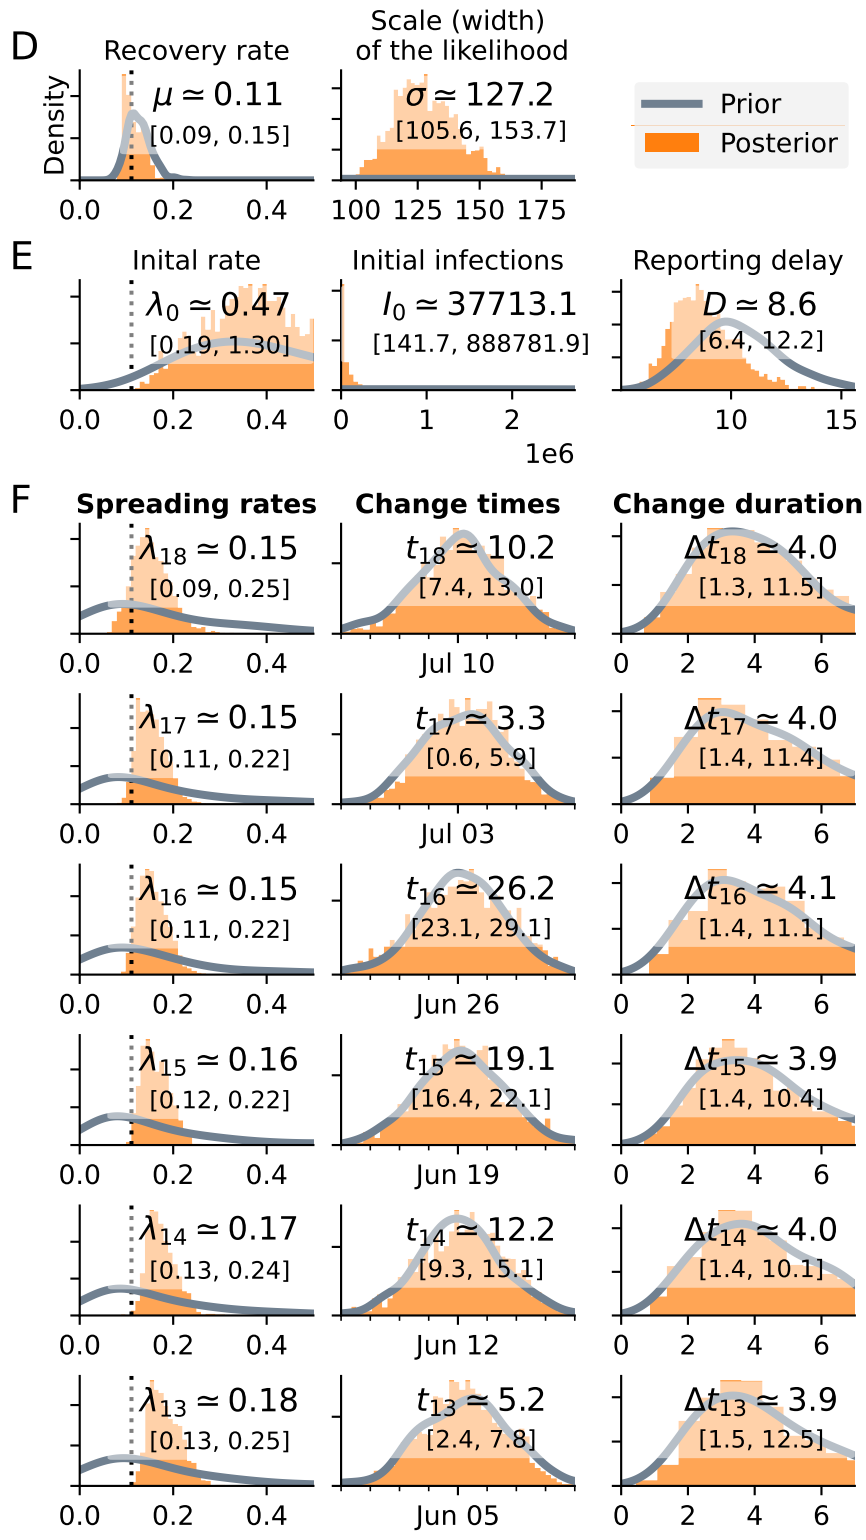 D
Recovery rate
Scale (width)
of the likelihood
Density
μ ≃ 0.11
[0.09, 0.15]
0.0 0.2 0.4
σ ≃ 127.2
[105.6, 153.7]
100 125 150 175
Prior
Posterior
E
Inital rate
λ0 ≃ 0.47
[0.19, 1.30]
0.0 0.2 0.4
Initial infections
I0 ≃ 37713.1
[141.7, 888781.9]
0 1 2
1e6
Reporting delay
D ≃ 8.6
[6.4, 12.2]
10 15
F
Spreading rates Change times Change duration
λ18 ≃ 0.15
[0.09, 0.25]
0.0 0.2 0.4
t18 ≃ 10.2
[7.4, 13.0]
Jul 10
Δt18 ≃ 4.0
[1.3, 11.5]
0 2 4 6
λ17 ≃ 0.15
[0.11, 0.22]
0.0 0.2 0.4
t17 ≃ 3.3
[0.6, 5.9]
Jul 03
Δt17 ≃ 4.0
[1.4, 11.4]
0 2 4 6
λ16 ≃ 0.15
[0.11, 0.22]
0.0 0.2 0.4
t16 ≃ 26.2
[23.1, 29.1]
Jun 26
Δt16 ≃ 4.1
[1.4, 11.1]
0 2 4 6
λ15 ≃ 0.16
[0.12, 0.22]
0.0 0.2 0.4
t15 ≃ 19.1
[16.4, 22.1]
Jun 19
Δt15 ≃ 3.9
[1.4, 10.4]
0 2 4 6
λ14 ≃ 0.17
[0.13, 0.24]
0.0 0.2 0.4
t14 ≃ 12.2
[9.3, 15.1]
Jun 12
Δt14 ≃ 4.0
[1.4, 10.1]
0 2 4 6
λ13 ≃ 0.18
[0.13, 0.25]
0.0 0.2 0.4
t13 ≃ 5.2
[2.4, 7.8]
Jun 05
Δt13 ≃ 3.9
[1.5, 12.5]
0 2 4 6